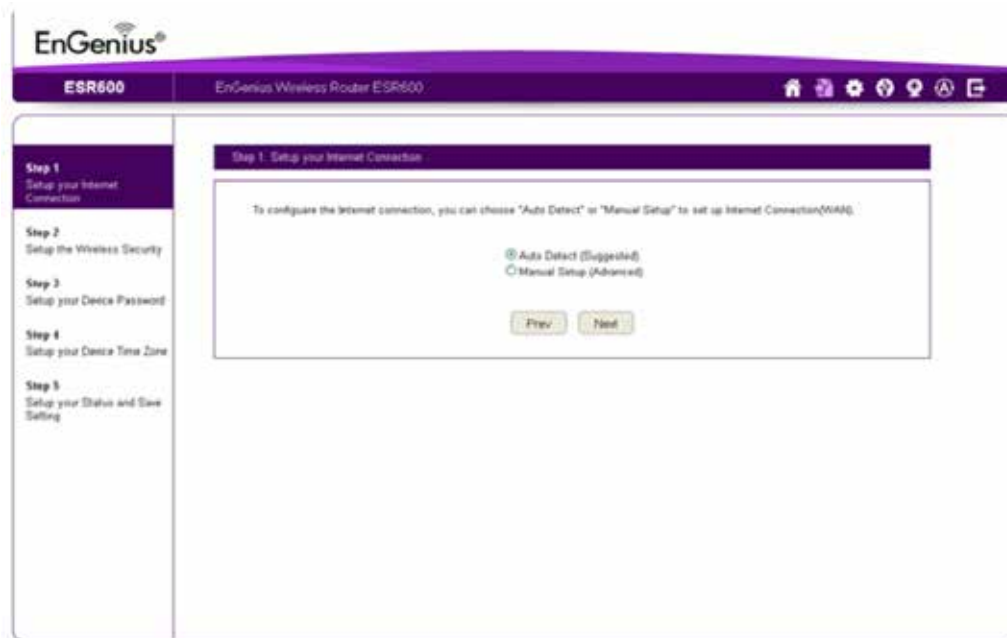 EnGenius®
ESR600
EnGenius Wireless Router ESR600
Step 1
Setup your Internet
Connection
Step 2
Setup the Wireless Security
Step 3
Setup your Device Password
Step 4
Setup your Device Time Zone
Step 5
Setup your Status and Save
Setting
Step 1. Setup your Internet Connection
To configuare the Internet connection, you can choose "Auto Detect" or "Manual Setup" to set up Internet Connection(WAN).
Auto Detect (Suggested)
Manual Setup (Advanced)
Prev
Next